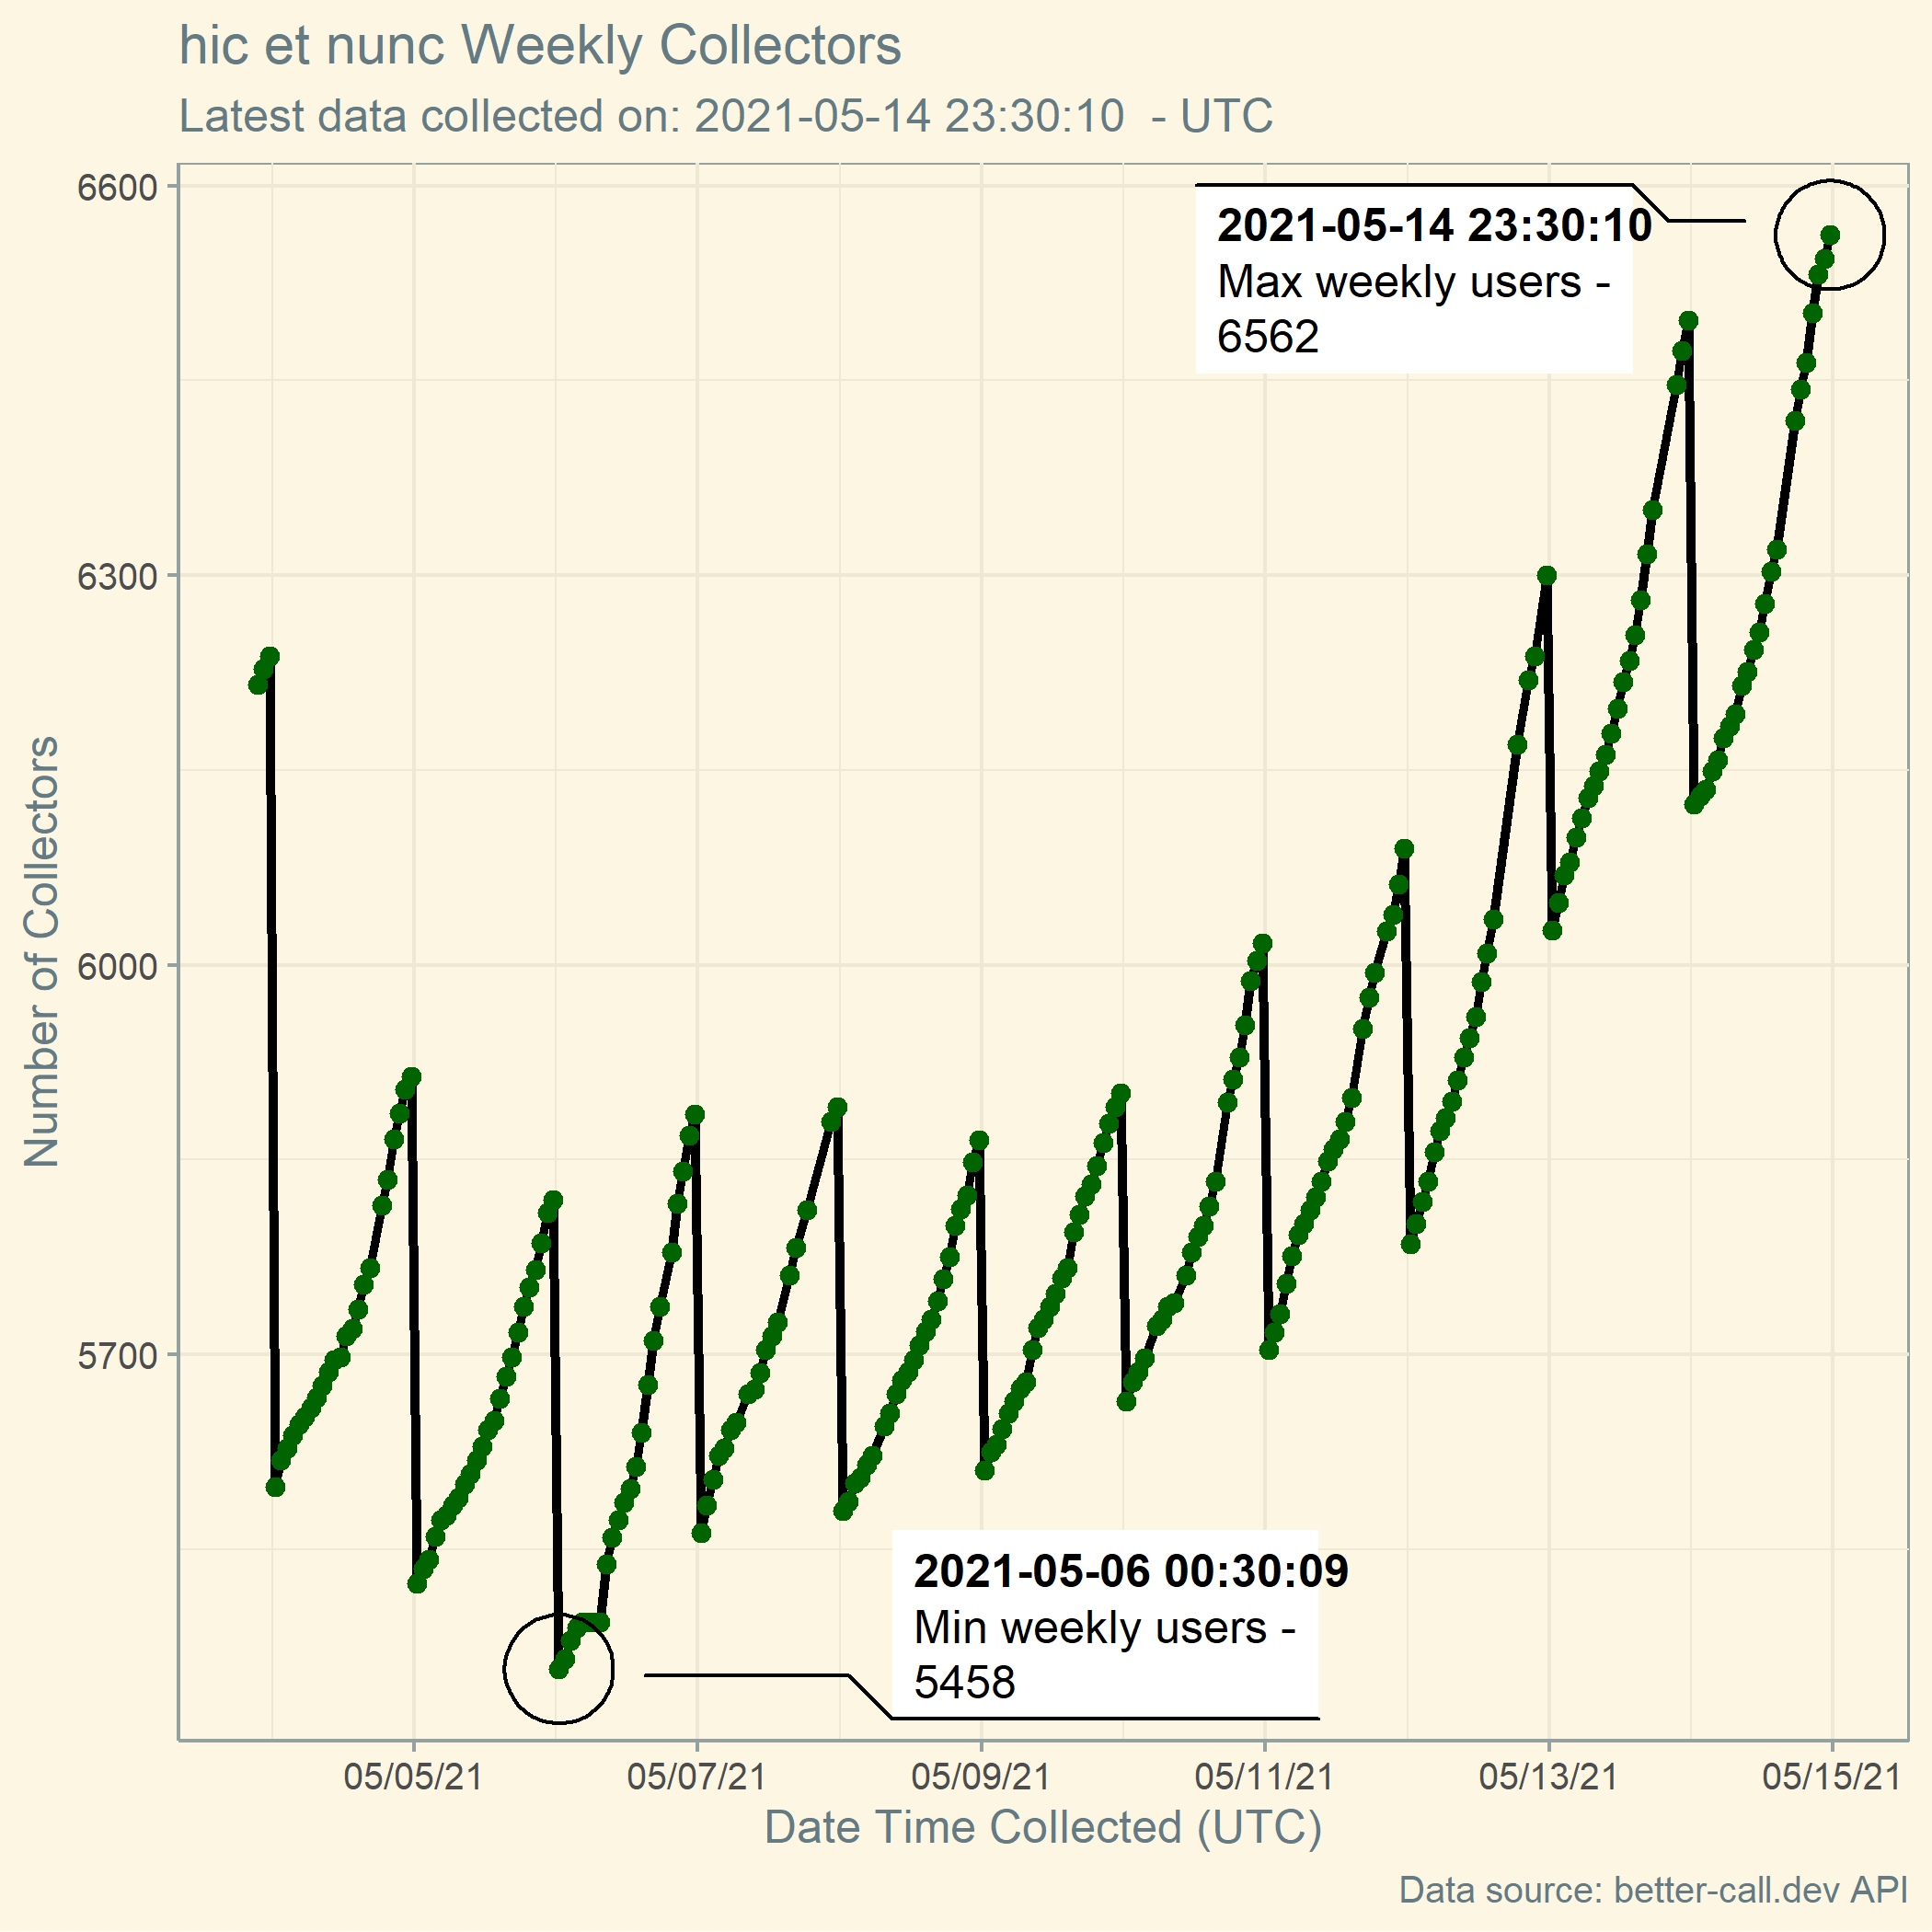 hic et nunc Weekly Collectors
Latest data collected on: 2021-05-14 23:30:10  - UTC
6600
6300
6000
5700
Number of Collectors
2021-05-14 23:30:10
Max weekly users -
6562
2021-05-06 00:30:09
Min weekly users -
5458
05/05/21 05/07/21 05/09/21 05/11/21 05/13/21 05/15/21
Date Time Collected (UTC)
Data source: better-call.dev API